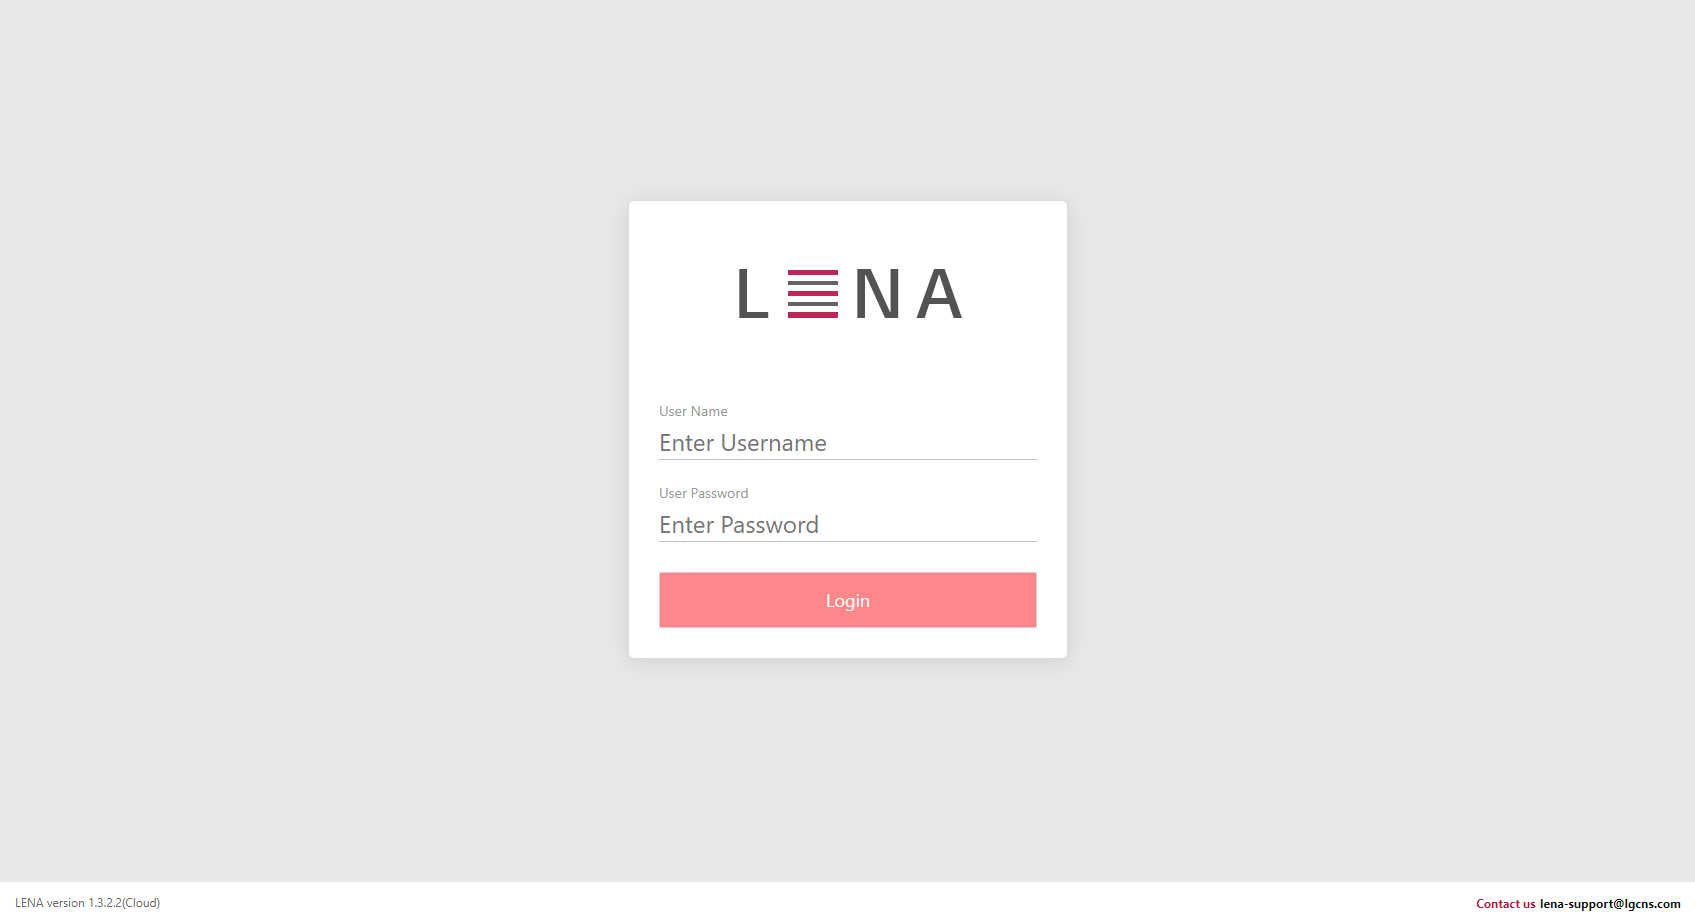 LENA
User Name
Enter Username
User Password
Enter Password
Login
LENA version 1.3.2.2(Cloud)
Contact us lena-support@lgcns.com